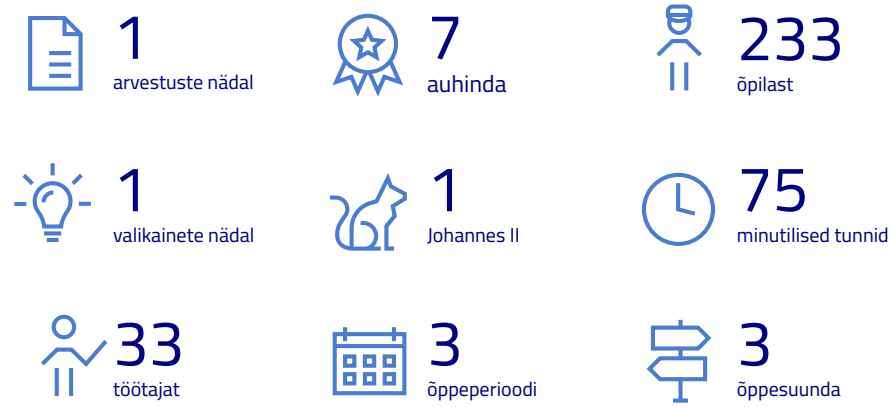 1
arvestuste nädal
7
auhinda
233
õpilast
1
valikainete nädal
1
Johannes II
75
minutilised tunnid
33
töötajat
3
õppeperioodi
3
õppesuunda